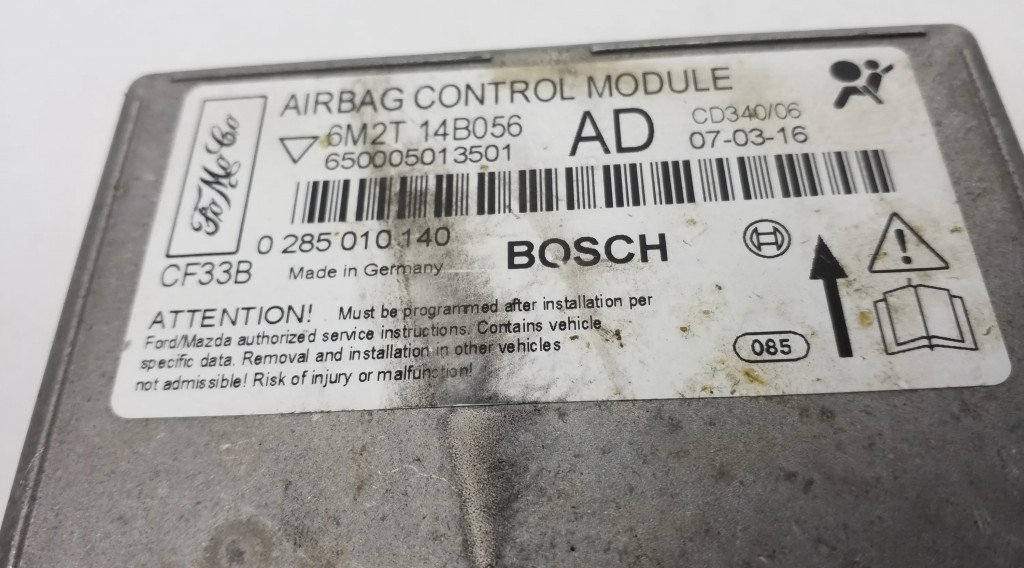 AIRBAG CONTROL MODULE
FoMoCo
6M2T 14B056
AD
CD340/06
650005013501
07-03-16
0 285 010 140
BOSCH
CF33B
Made in Germany
ATTENTION! Must be programmed after installation per
Ford/Mazda authorized service instructions. Contains vehicle
specific data. Removal and installation in other vehicles
not admissible! Risk of injury or malfunction!
085